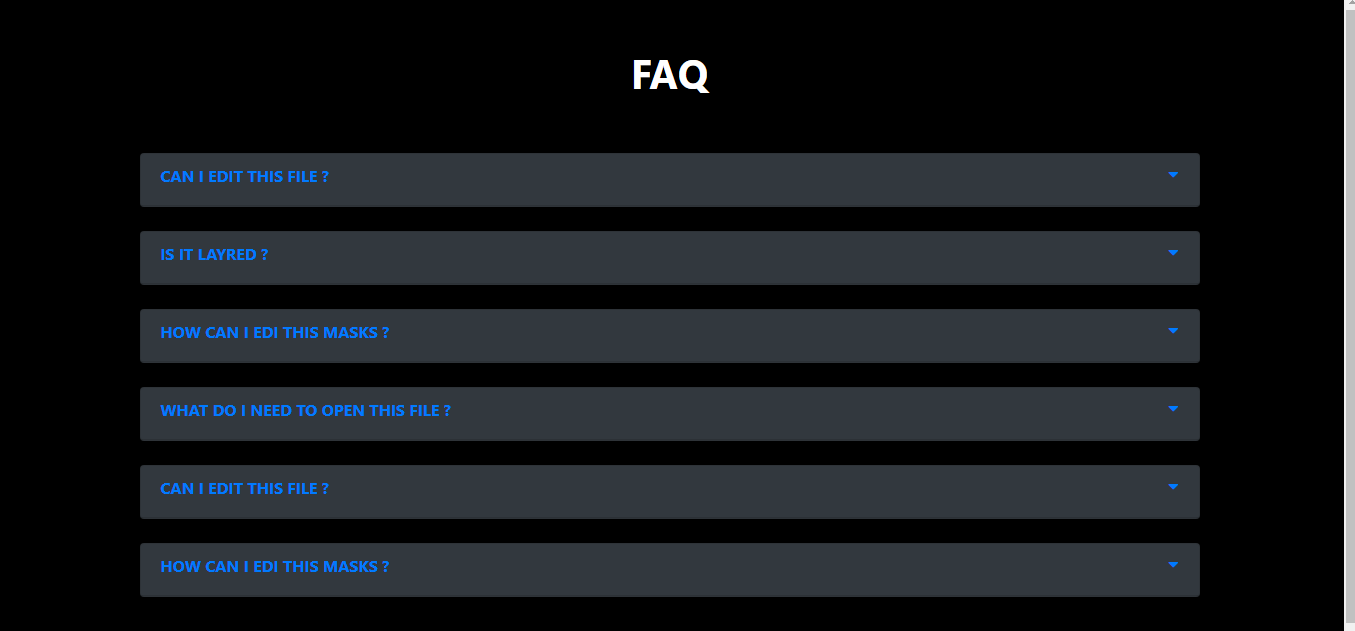 FAQ
CAN I EDIT THIS FILE ?
IS IT LAYRED ?
HOW CAN I EDI THIS MASKS ?
WHAT DO I NEED TO OPEN THIS FILE ?
CAN I EDIT THIS FILE ?
HOW CAN I EDI THIS MASKS ?